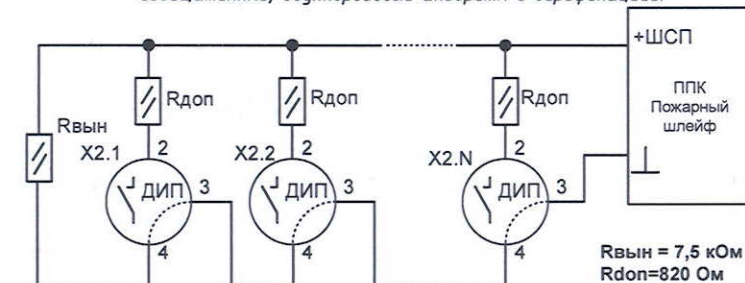 +ШСП
ППК
Пожарный
шлейф
Rвын
Rдоп
Rдоп
Rдоп
X2.1
2
ДИП
3
4
X2.2
2
ДИП
3
4
X2.N
2
ДИП
3
4
Rвын = 7,5 кОм
Rdon=820 Ом